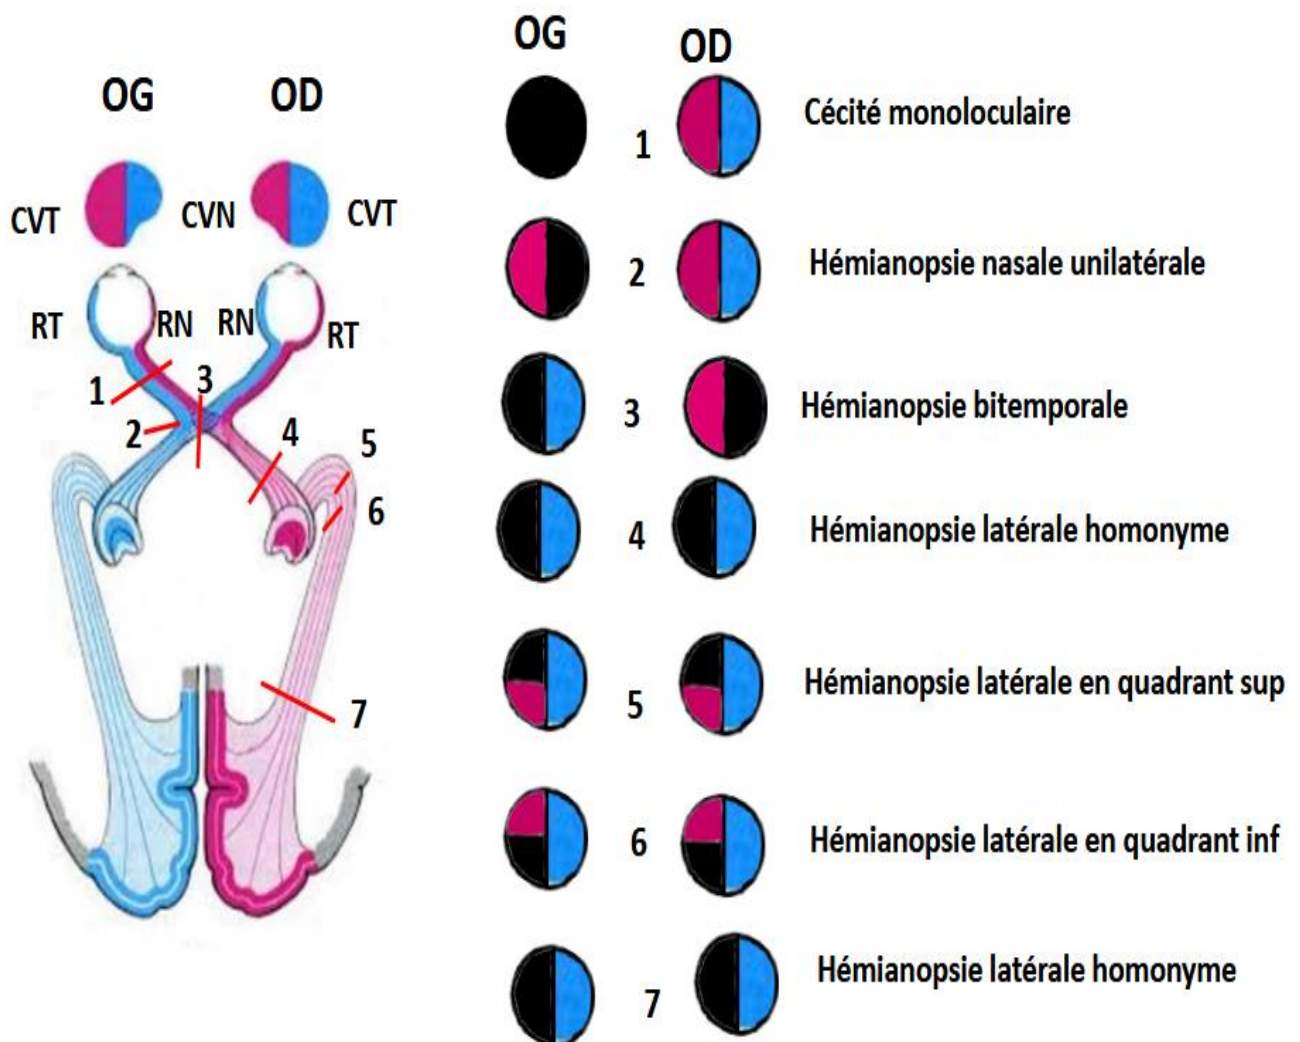 OG OD
CVT CVN CVT
RT RN RN RT
1
2
3
4
5
6
7
OG OD
1 Cécité monoloculaire
2 Hémianopsie nasale unilatérale
3 Hémianopsie bitemporale
4 Hémianopsie latérale homonyme
5 Hémianopsie latérale en quadrant sup
6 Hémianopsie latérale en quadrant inf
7 Hémianopsie latérale homonyme